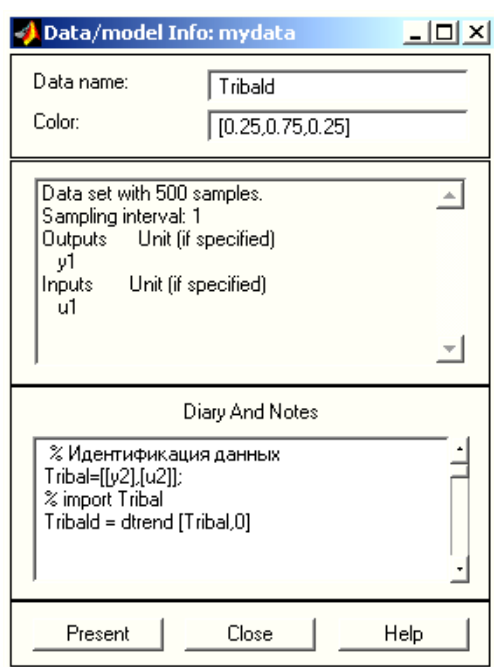 Data/model Info: mydata
Data name: Tribald
Color: [0.25,0.75,0.25]
Data set with 500 samples.
Sampling interval: 1
Outputs Unit (if specified)
y1
Inputs Unit (if specified)
u1
Diary And Notes
% Идентификация данных
Tribal=[[y2],[u2]];
% import Tribal
Tribald = dtrend [Tribal,0]
Present Close Help